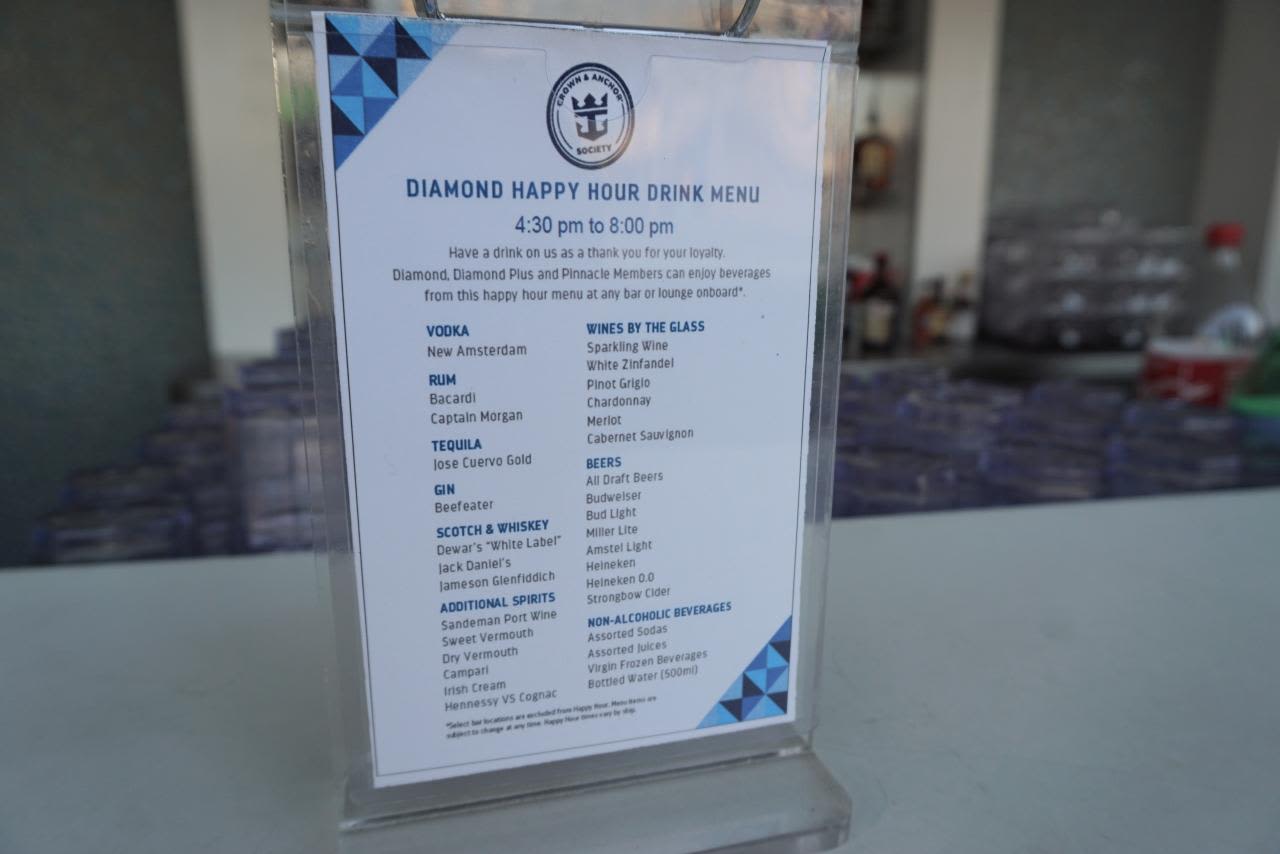 CROWN & ANCHOR
SOCIETY
DIAMOND HAPPY HOUR DRINK MENU
4:30 pm to 8:00 pm
Have a drink on us as a thank you for your loyalty.
Diamond, Diamond Plus and Pinnacle Members can enjoy beverages
from this happy hour menu at any bar or lounge onboard*.
VODKA
New Amsterdam
RUM
Bacardi
Captain Morgan
TEQUILA
Jose Cuervo Gold
GIN
Beefeater
SCOTCH & WHISKEY
Dewar's "White Label"
Jack Daniel's
Jameson Glenfiddich
ADDITIONAL SPIRITS
Sandeman Port Wine
Sweet Vermouth
Dry Vermouth
Campari
Irish Cream
Hennessy VS Cognac
WINES BY THE GLASS
Sparkling Wine
White Zinfandel
Pinot Grigio
Chardonnay
Merlot
Cabernet Sauvignon
BEERS
All Draft Beers
Budweiser
Bud Light
Miller Lite
Amstel Light
Heineken
Heineken 0.0
Strongbow Cider
NON-ALCOHOLIC BEVERAGES
Assorted Sodas
Assorted Juices
Virgin Frozen Beverages
Bottled Water (500ml)
*Select bar locations are excluded from Happy Hour. Menu items are
subject to change at any time. Happy Hour times vary by ship.